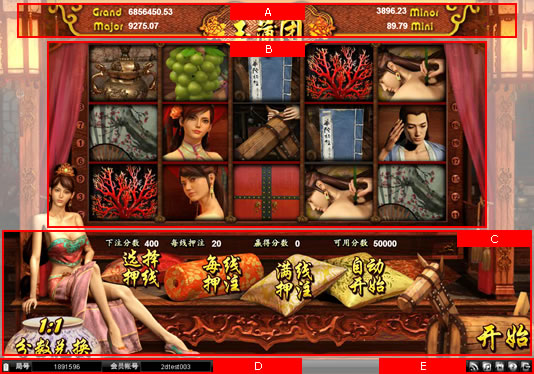 A
Grand 6856450.53
3896.23 Minor
Major 9275.07
89.79 Mini
玉蒲团
B
C
下注分数 400 每线押注 20 赢得分数 0 可用分数 50000
选择押线
每线押注
满线押注
自动开始
1:1
分数兑换
开始
局号 1891596 会员账号 2dtest003
D
E